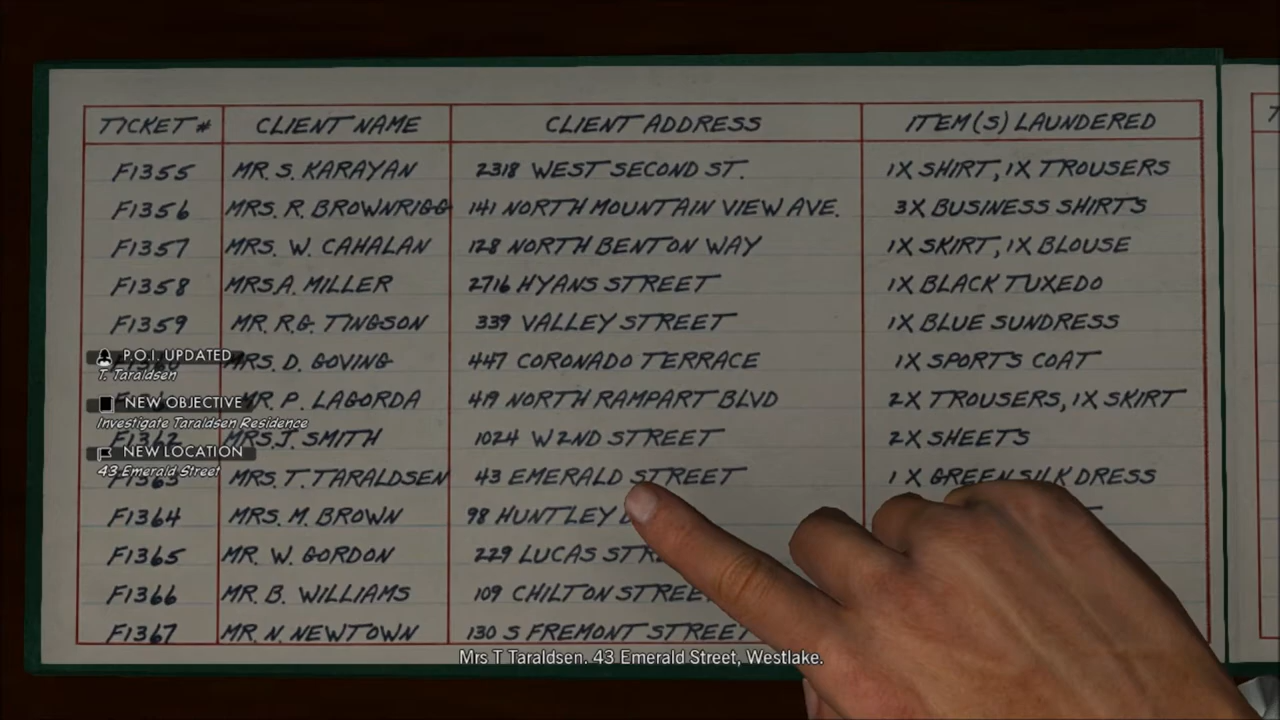 TICKET # CLIENT NAME CLIENT ADDRESS ITEM(S) LAUNDERED
F1355 MR. S. KARAYAN 2318 WEST SECOND ST. 1X SHIRT, 1X TROUSERS
F1356 MRS. R. BROWNRIGG 141 NORTH MOUNTAIN VIEW AVE. 3X BUSINESS SHIRTS
F1357 MRS. W. CAHALAN 128 NORTH BENTON WAY 1X SKIRT, 1X BLOUSE
F1358 MRS A. MILLER 2716 HYANS STREET 1X BLACK TUXEDO
F1359 MR. R.G. TINGSON 339 VALLEY STREET 1X BLUE SUNDRESS
P.O.I. UPDATED
T. Taraldsen
MRS. D. GOVING 447 CORONADO TERRACE 1X SPORTS COAT
NEW OBJECTIVE
Investigate Taraldsen Residence
MR. P. LAGORDA 419 NORTH RAMPART BLVD 2X TROUSERS, 1X SKIRT
F1362 MRS. J. SMITH 1024 W 2ND STREET 2X SHEETS
NEW LOCATION
43 Emerald Street
F1363 MRS. T. TARALDSEN 43 EMERALD STREET 1 X GREEN SILK DRESS
F1364 MRS. M. BROWN 98 HUNTLEY
F1365 MR. W. GORDON 229 LUCAS
F1366 MR. B. WILLIAMS 109 CHILTON STREET
F1367 MR. N. NEWTOWN 130 S FREMONT STREET
Mrs T Taraldsen. 43 Emerald Street, Westlake.